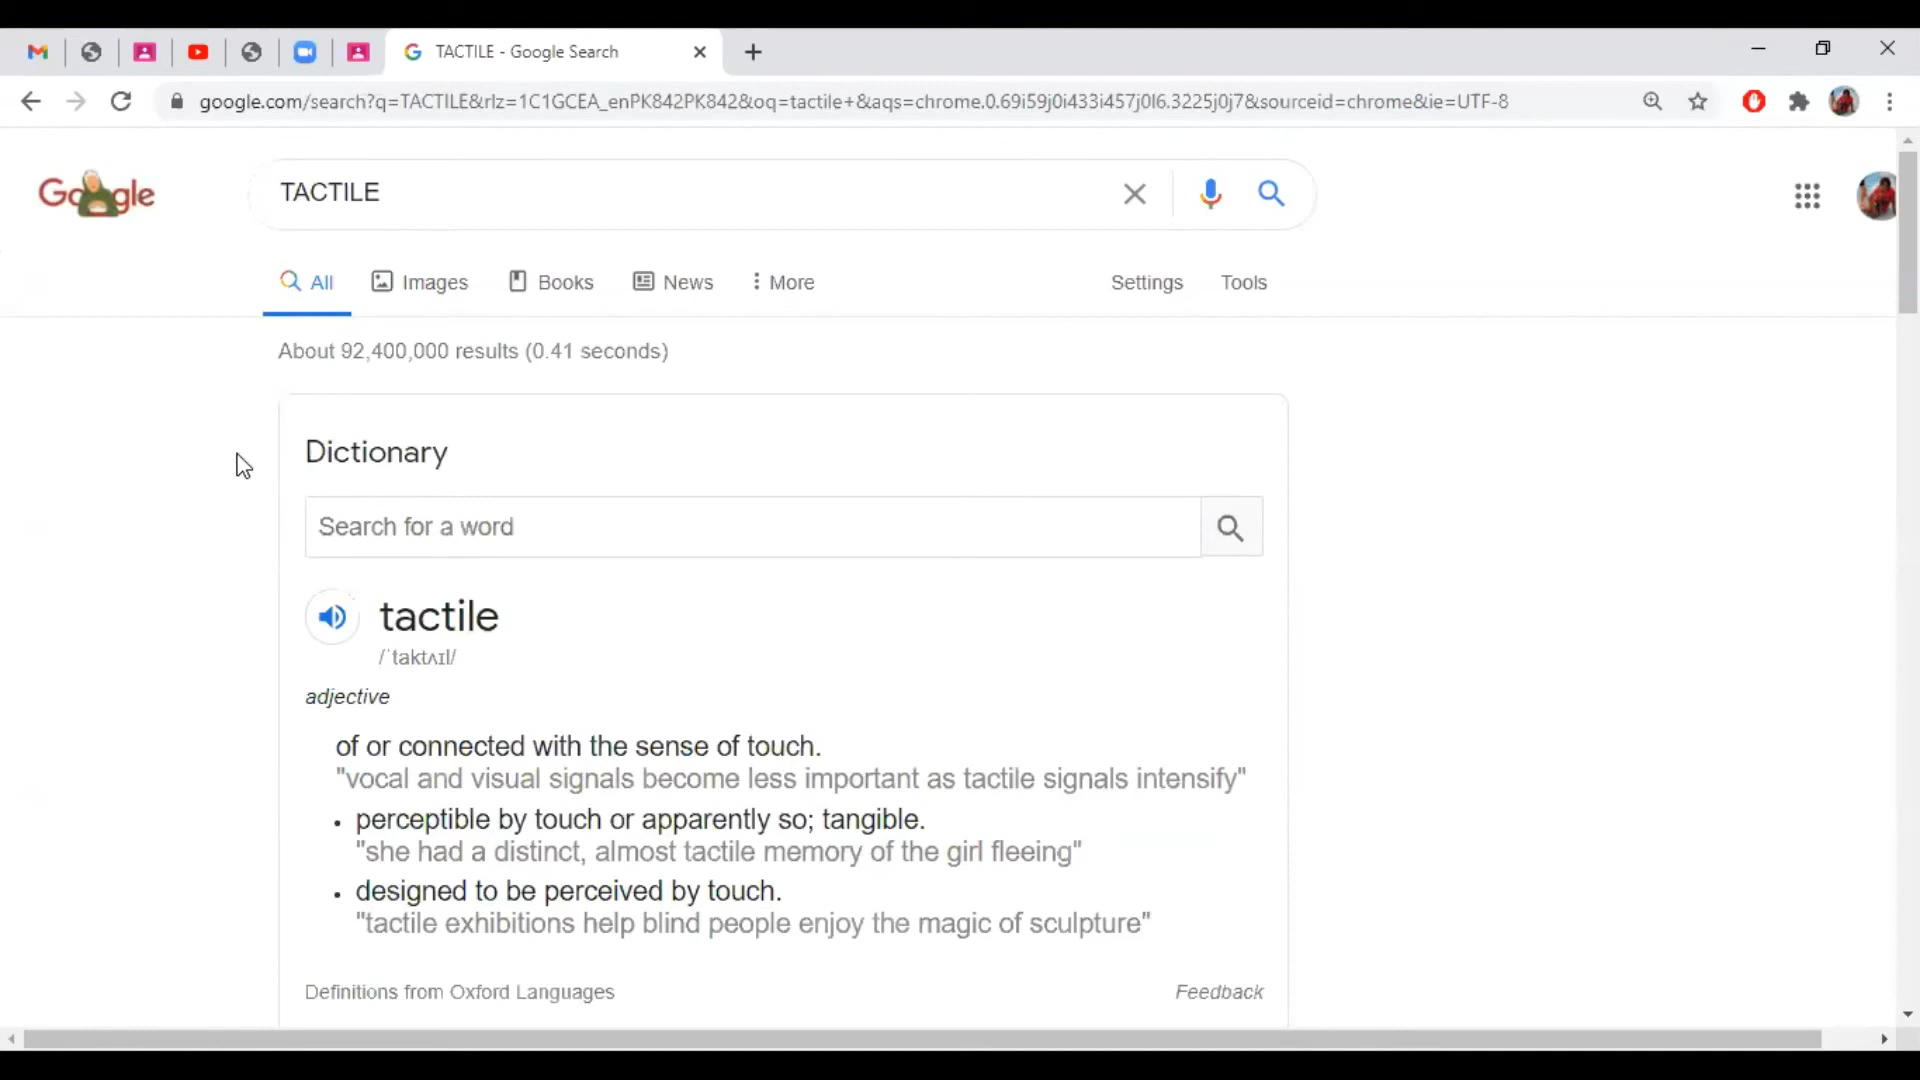 TACTILE - Google Search
google.com/search?q=TACTILE&rlz=1C1GCEA_enPK842PK842&oq=tactile+&aqs=chrome.0.69i59j0i433i457j0l6.3225j0j7&sourceid=chrome&ie=UTF-8
Google
TACTILE
All Images Books News More Settings Tools
About 92,400,000 results (0.41 seconds)
Dictionary
Search for a word
tactile
/ˈtaktʌɪl/
adjective
of or connected with the sense of touch.
"vocal and visual signals become less important as tactile signals intensify"
• perceptible by touch or apparently so; tangible.
"she had a distinct, almost tactile memory of the girl fleeing"
• designed to be perceived by touch.
"tactile exhibitions help blind people enjoy the magic of sculpture"
Definitions from Oxford Languages Feedback